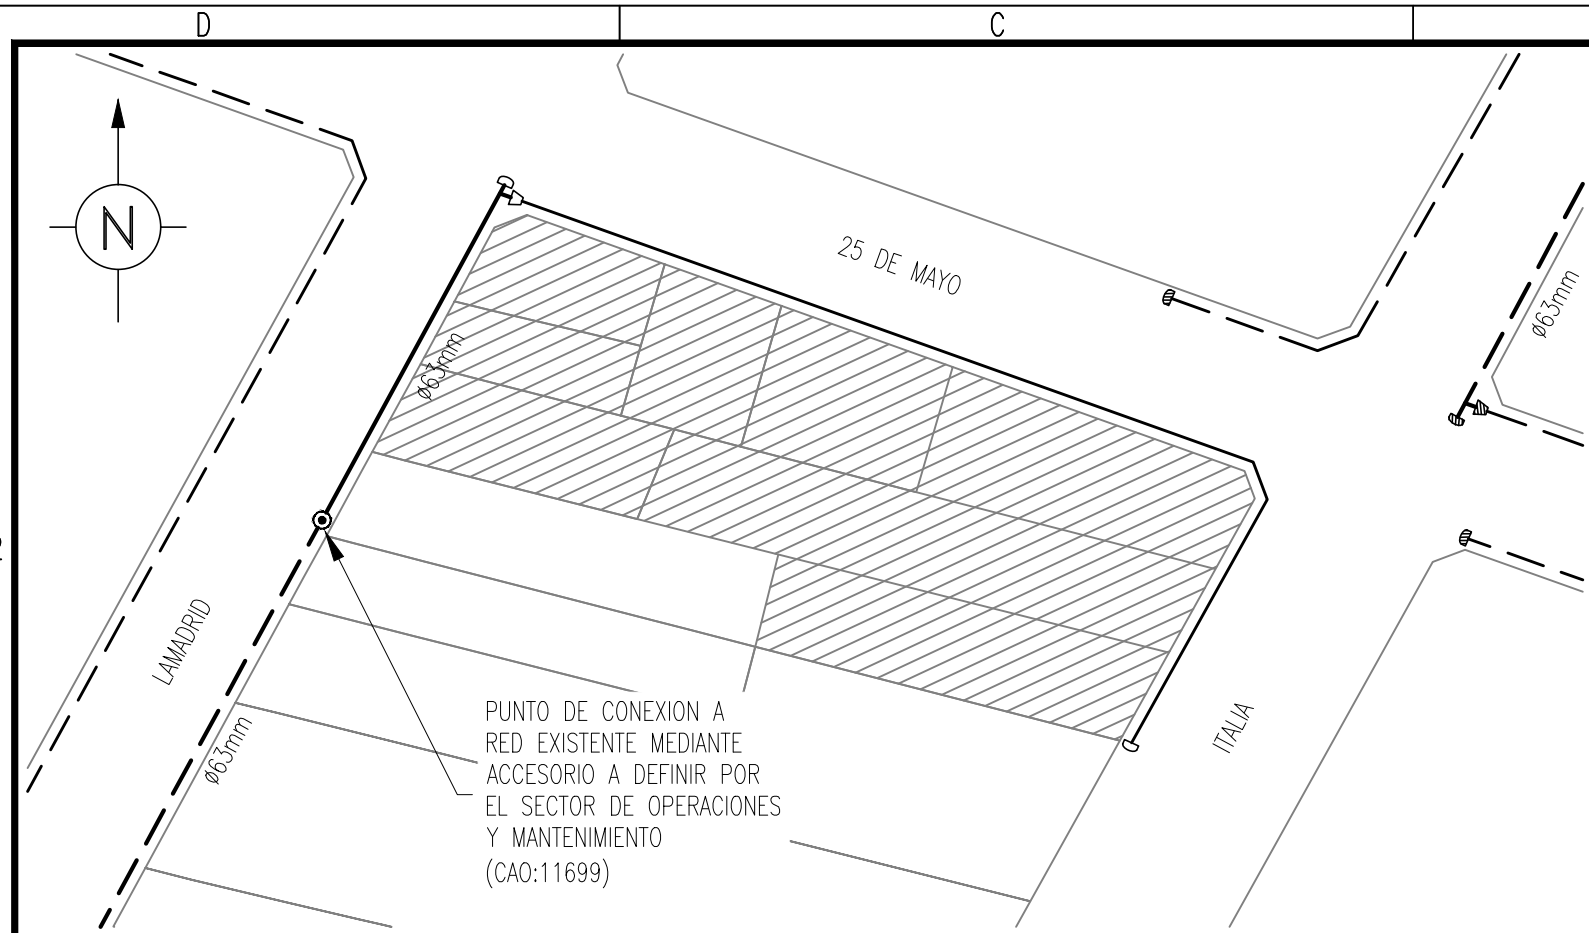 D
C
N
25 DE MAYO
ø63mm
ø63mm
LAMADRID
ø63mm
ITALIA
PUNTO DE CONEXION A
RED EXISTENTE MEDIANTE
ACCESORIO A DEFINIR POR
EL SECTOR DE OPERACIONES
Y MANTENIMIENTO
(CAO:11699)